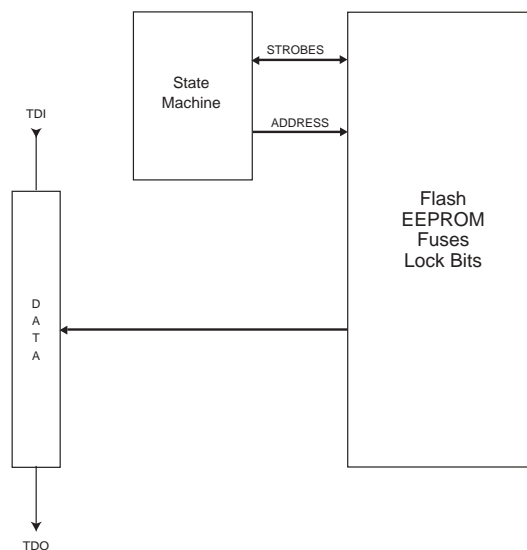 STROBES
State
Machine
ADDRESS
TDI
Flash
EEPROM
Fuses
Lock Bits
D
A
T
A
TDO